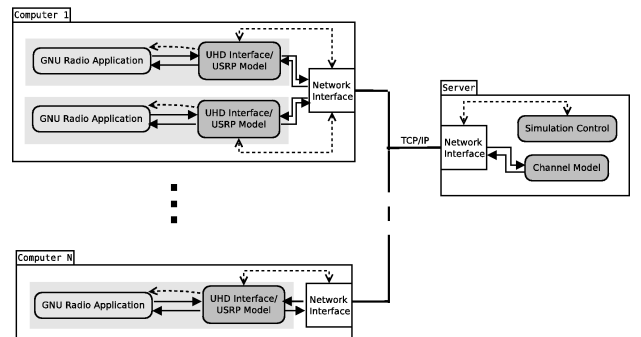 Computer 1
GNU Radio Application
UHD Interface/
USRP Model
Network
Interface
GNU Radio Application
UHD Interface/
USRP Model
TCP/IP
Server
Network
Interface
Simulation Control
Channel Model
Computer N
GNU Radio Application
UHD Interface/
USRP Model
Network
Interface